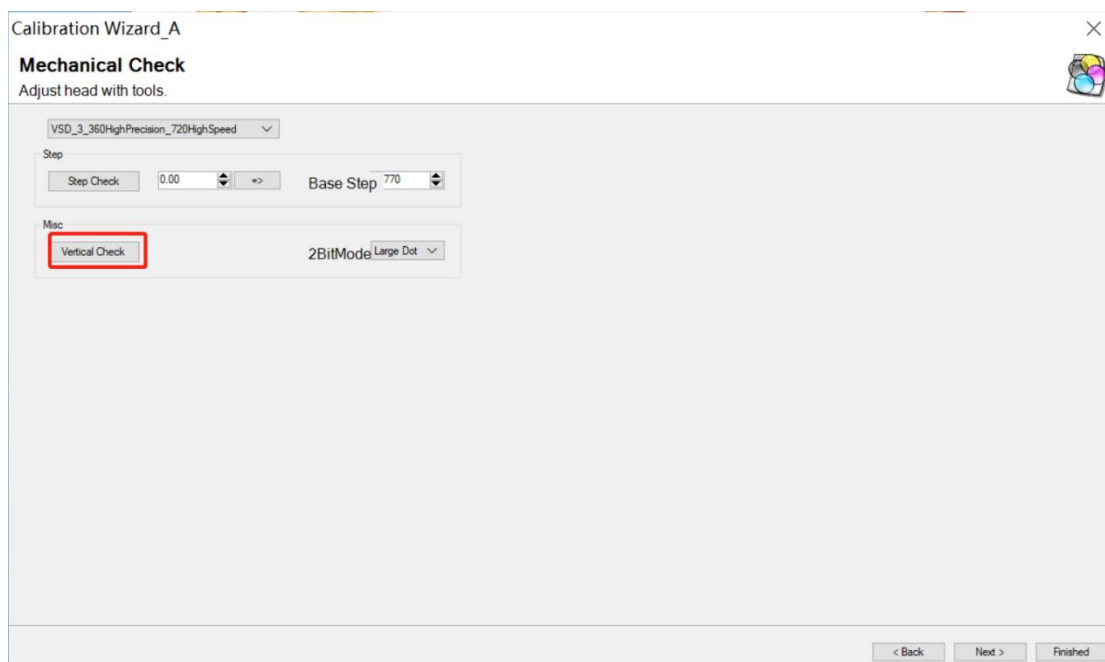 Calibration Wizard_A
Mechanical Check
Adjust head with tools.
VSD_3_360HighPrecision_720HighSpeed
Step
Step Check 0.00 => Base Step 770
Misc
Vertical Check 2BitMode Large Dot
< Back Next > Finished